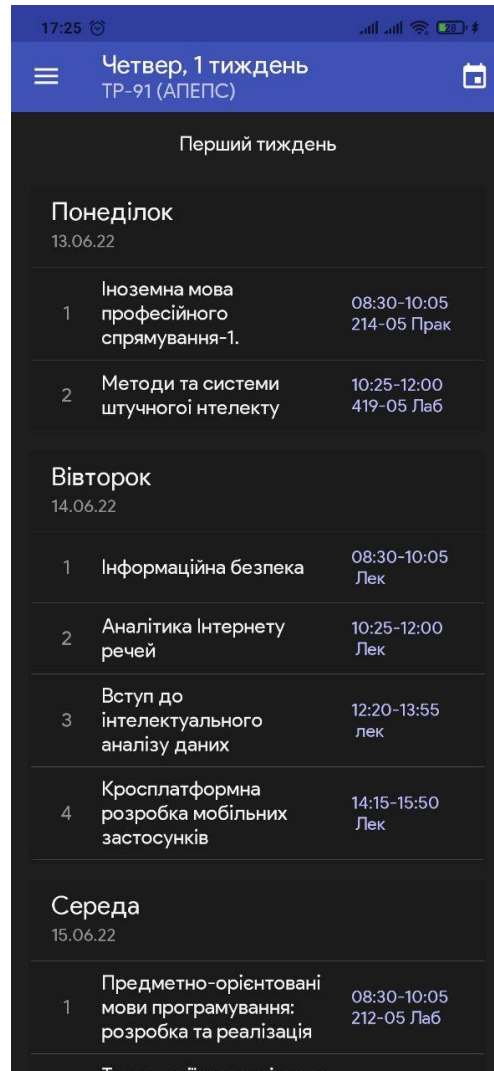 17:25
28
Четвер, 1 тиждень
ТР-91 (АПЕПС)
Перший тиждень
Понеділок
13.06.22
1
Іноземна мова
професійного
спрямування-1.
08:30-10:05
214-05 Прак
2
Методи та системи
штучногоі нтелекту
10:25-12:00
419-05 Лаб
Вівторок
14.06.22
1
Інформаційна безпека
08:30-10:05
Лек
2
Аналітика Інтернету
речей
10:25-12:00
Лек
3
Вступ до
інтелектуального
аналізу даних
12:20-13:55
лек
4
Кросплатформна
розробка мобільних
застосунків
14:15-15:50
Лек
Середа
15.06.22
1
Предметно-орієнтовані
мови програмування:
розробка та реалізація
08:30-10:05
212-05 Лаб